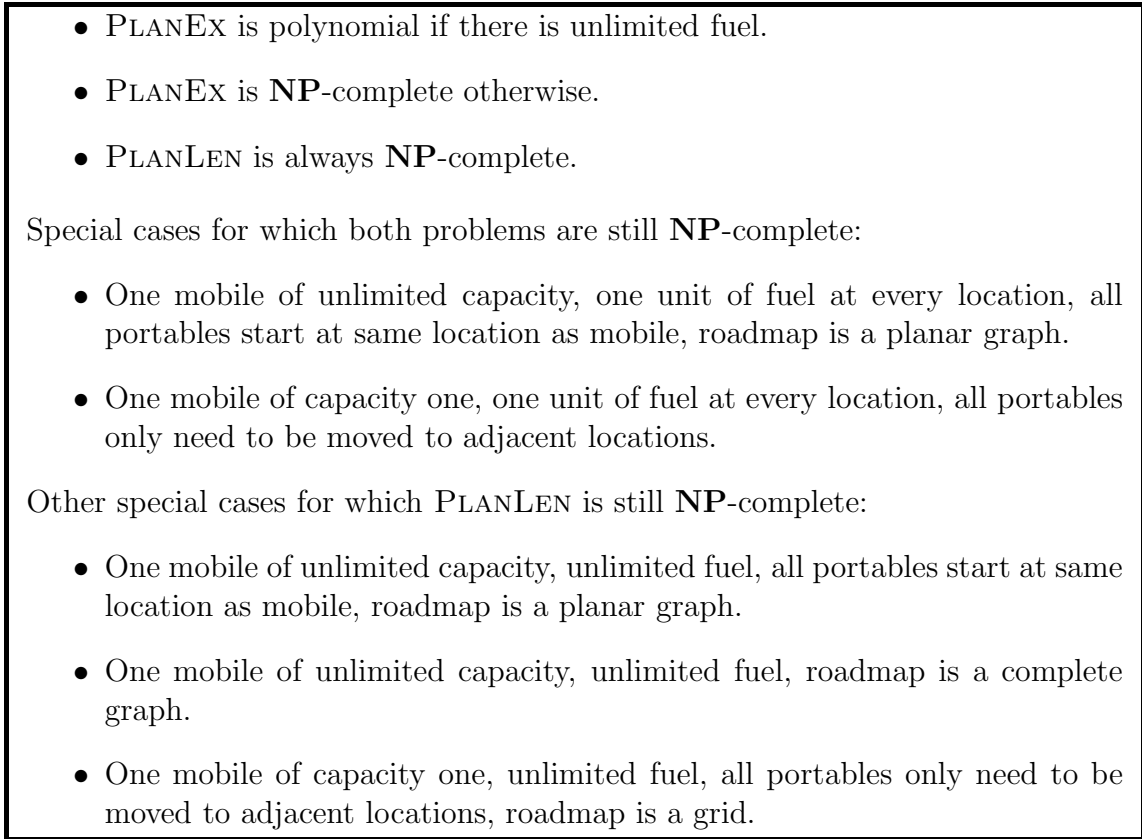 • PLANEX is polynomial if there is unlimited fuel.
• PLANEX is NP-complete otherwise.
• PLANLEN is always NP-complete.
Special cases for which both problems are still NP-complete:
• One mobile of unlimited capacity, one unit of fuel at every location, all
portables start at same location as mobile, roadmap is a planar graph.
• One mobile of capacity one, one unit of fuel at every location, all portables
only need to be moved to adjacent locations.
Other special cases for which PLANLEN is still NP-complete:
• One mobile of unlimited capacity, unlimited fuel, all portables start at same
location as mobile, roadmap is a planar graph.
• One mobile of unlimited capacity, unlimited fuel, roadmap is a complete
graph.
• One mobile of capacity one, unlimited fuel, all portables only need to be
moved to adjacent locations, roadmap is a grid.